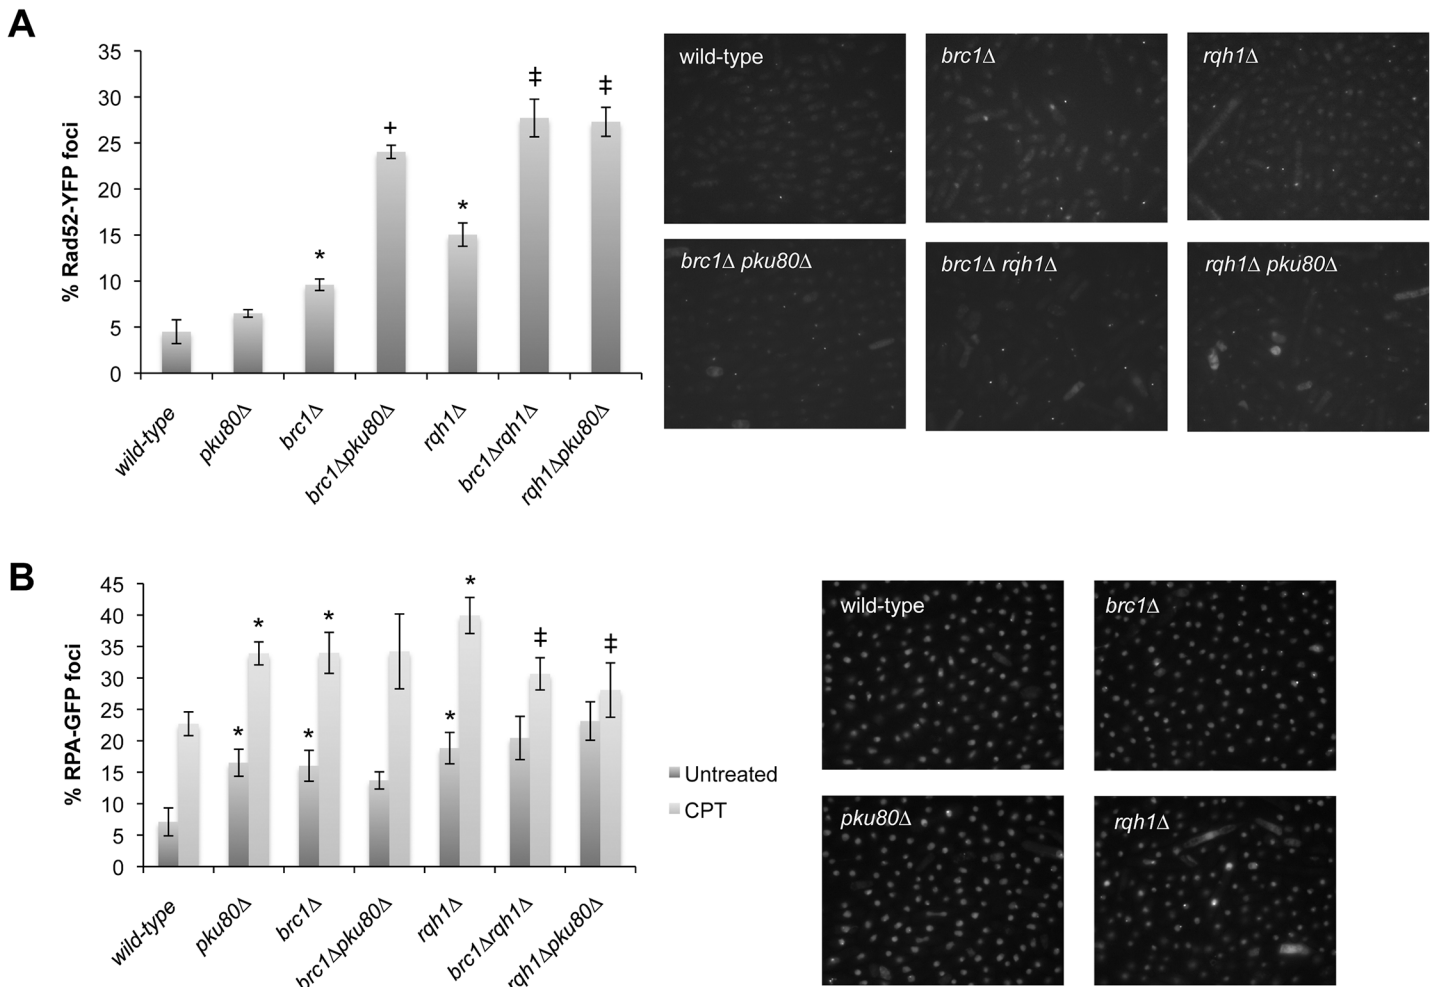 A
35
30
25
20
15
10
5
0
% Rad52-YFP foci
+
‡
‡
*
*
wild-type
pku80Δ
brc1Δ
brc1Δpku80Δ
rqh1Δ
brc1Δrqh1Δ
rqh1Δpku80Δ
wild-type
brc1Δ
rqh1Δ
brc1Δ pku80Δ
brc1Δ rqh1Δ
rqh1Δ pku80Δ
B
45
40
35
30
25
20
15
10
5
0
% RPA-GFP foci
*
*
*
*
*
*
‡
‡
wild-type
pku80Δ
brc1Δ
brc1Δpku80Δ
rqh1Δ
brc1Δrqh1Δ
rqh1Δpku80Δ
Untreated
CPT
wild-type
brc1Δ
pku80Δ
rqh1Δ